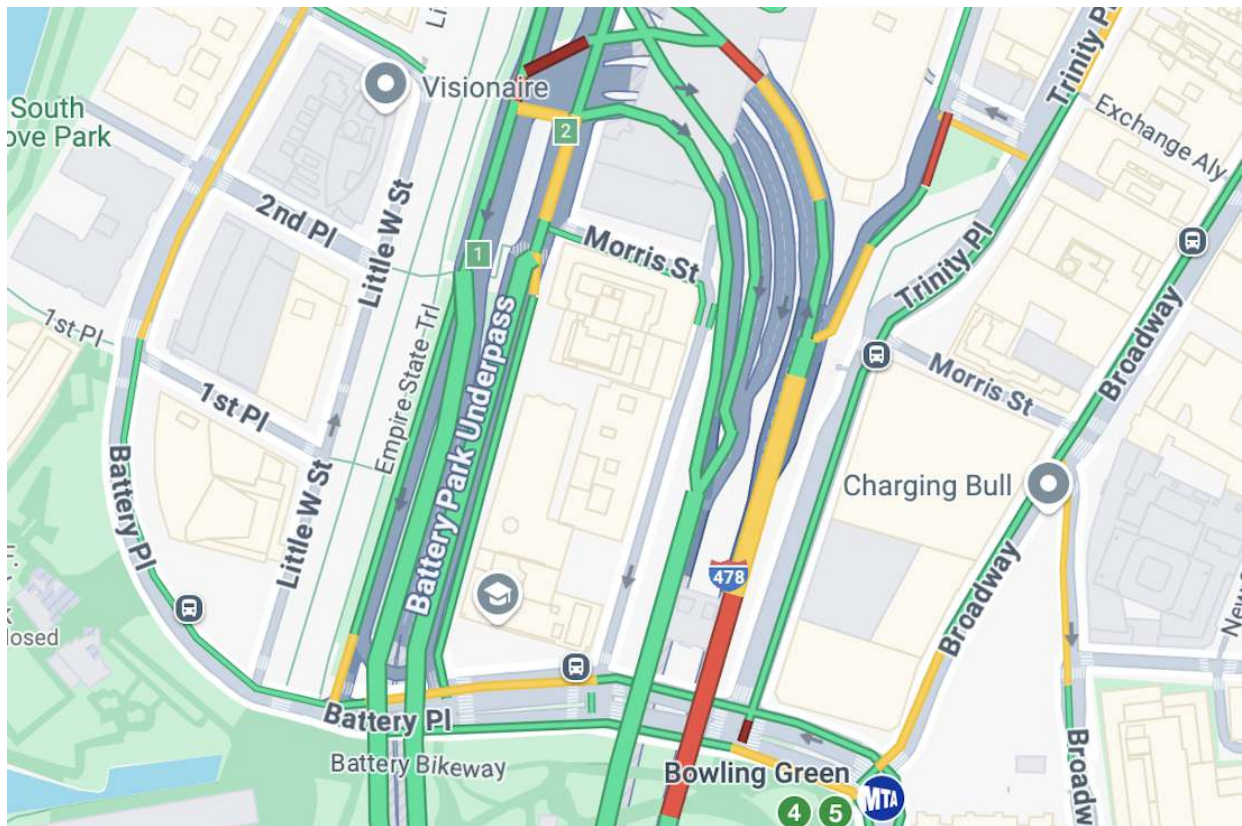 Li
Trinity Pl
Visionaire
South
ove Park
2
Exchange Aly
2nd Pl
Little W St
1
Morris St
Trinity Pl
1st Pl
Broadway
Morris St
Empire State Trl
Battery Park Underpass
1st Pl
Charging Bull
Battery Pl
Little W St
478
Broadway
losed
New
Battery Pl
Battery Bikeway
Bowling Green
Broadw
MTA
4 5